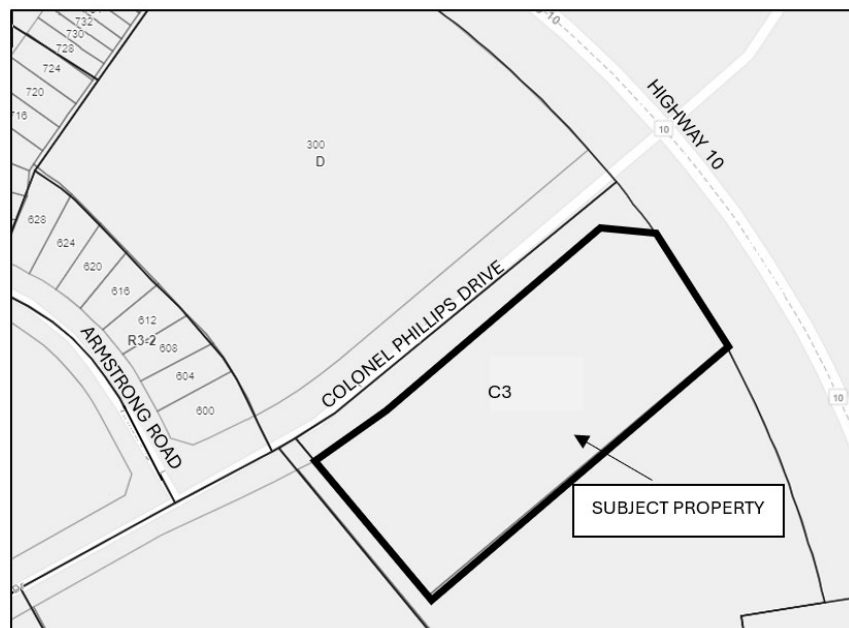 732
730
728
724
720
716
300
D
10
HIGHWAY 10
10
628
624
620
616
612
R3-2
608
604
600
ARMSTRONG ROAD
COLONEL PHILLIPS DRIVE
C3
SUBJECT PROPERTY
10